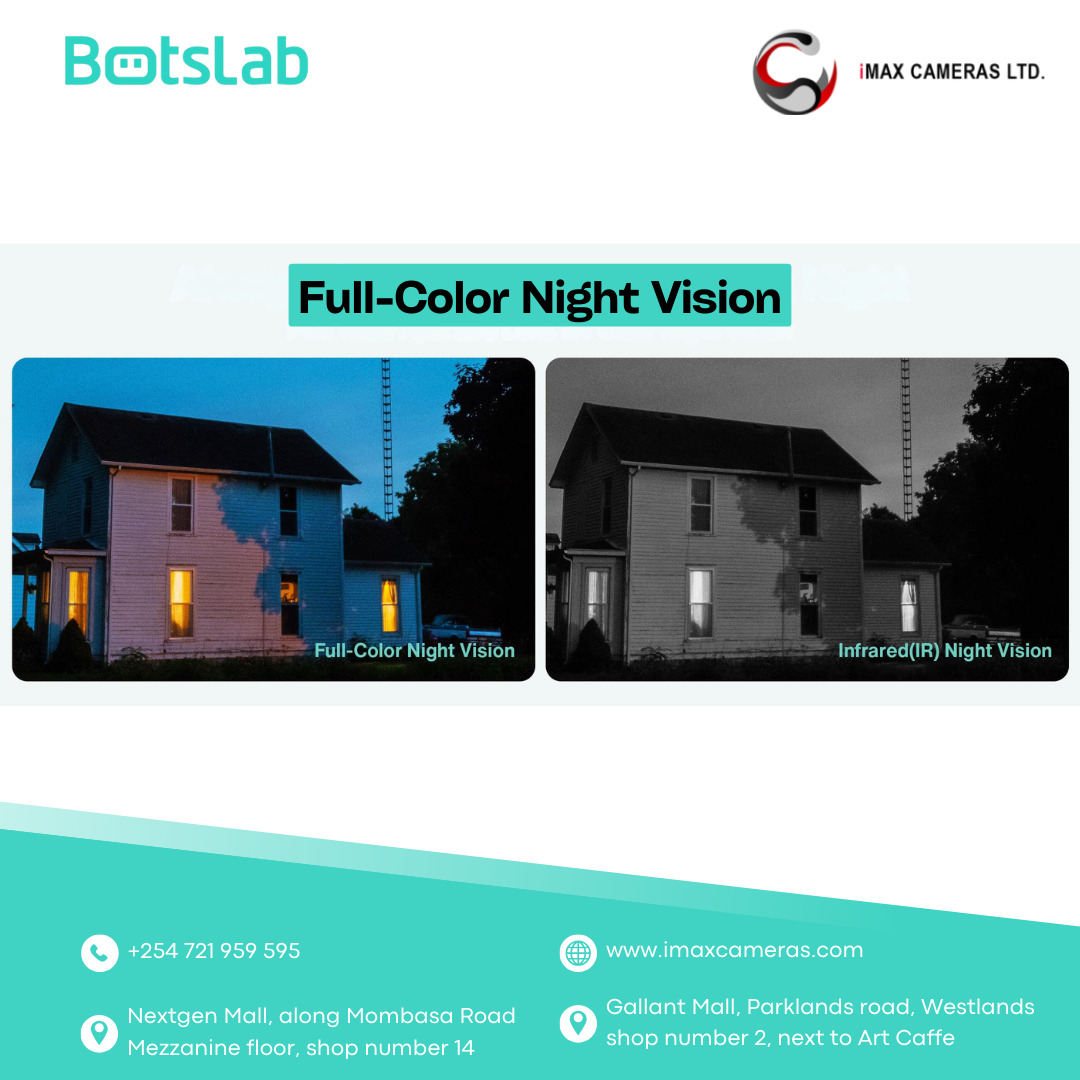 BotsLab
iMAX CAMERAS LTD.
Full-Color Night Vision
Full-Color Night Vision
Infrared(IR) Night Vision
+254 721 959 595
www.imaxcameras.com
Nextgen Mall, along Mombasa Road
Mezzanine floor, shop number 14
Gallant Mall, Parklands road, Westlands
shop number 2, next to Art Caffe